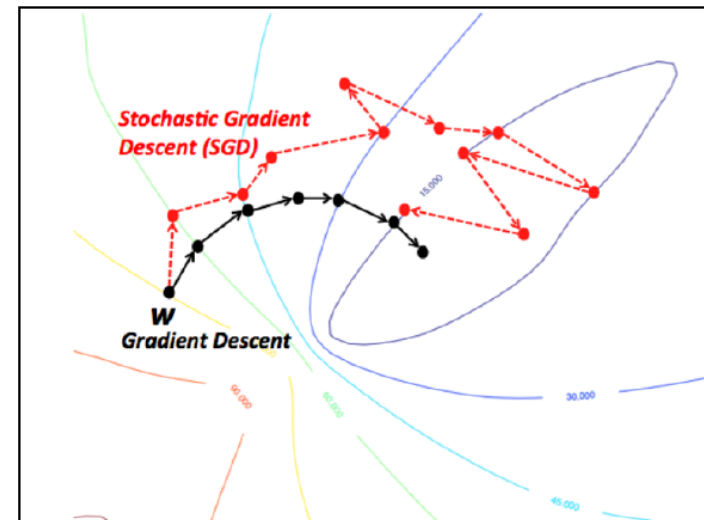 Stochastic Gradient
Descent (SGD)
15.000
W
Gradient Descent
90.000
60.000
30.000
45.000